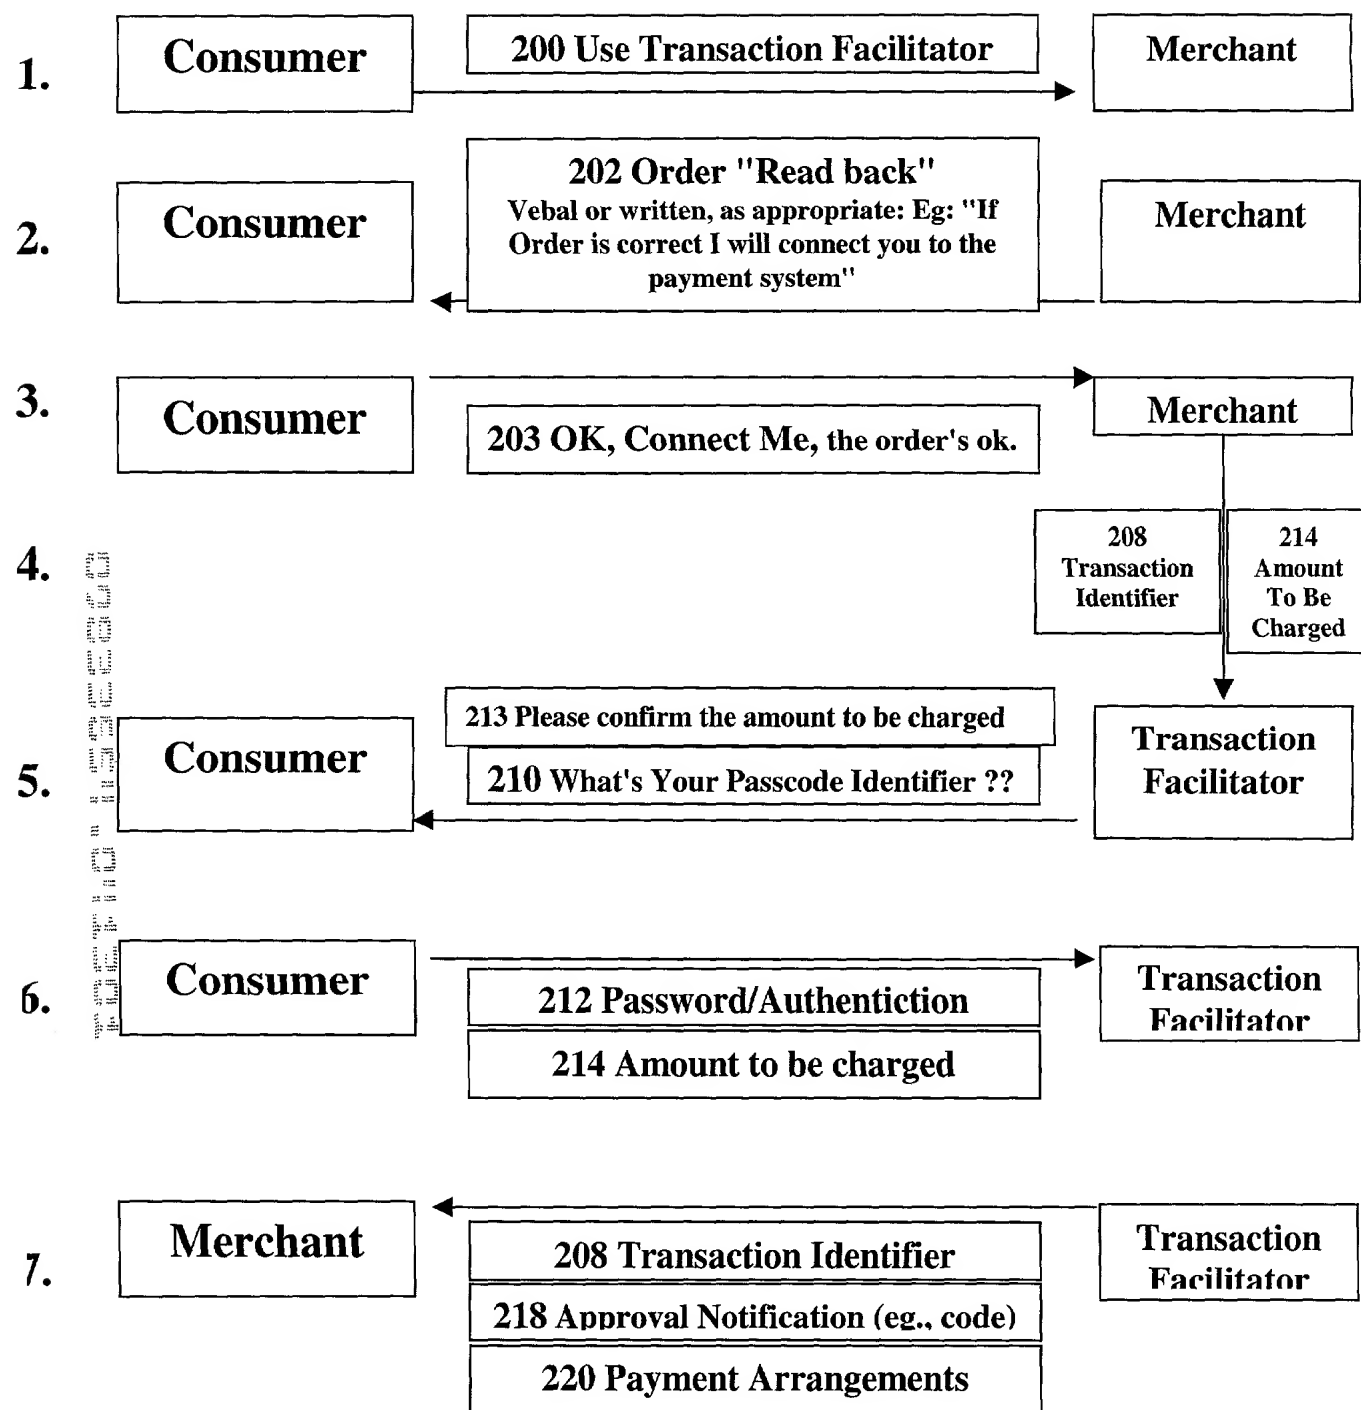 1.
Consumer
200 Use Transaction Facilitator
Merchant
2.
Consumer
202 Order "Read back"
Vebal or written, as appropriate: Eg: "If
Order is correct I will connect you to the
payment system"
Merchant
3.
Consumer
203 OK, Connect Me, the order's ok.
Merchant
4.
208
Transaction
Identifier
214
Amount
To Be
Charged
5.
Consumer
213 Please confirm the amount to be charged
210 What's Your Passcode Identifier ??
Transaction
Facilitator
6.
Consumer
212 Password/Authentiction
214 Amount to be charged
Transaction
Facilitator
7.
Merchant
208 Transaction Identifier
218 Approval Notification (eg., code)
220 Payment Arrangements
Transaction
Facilitator